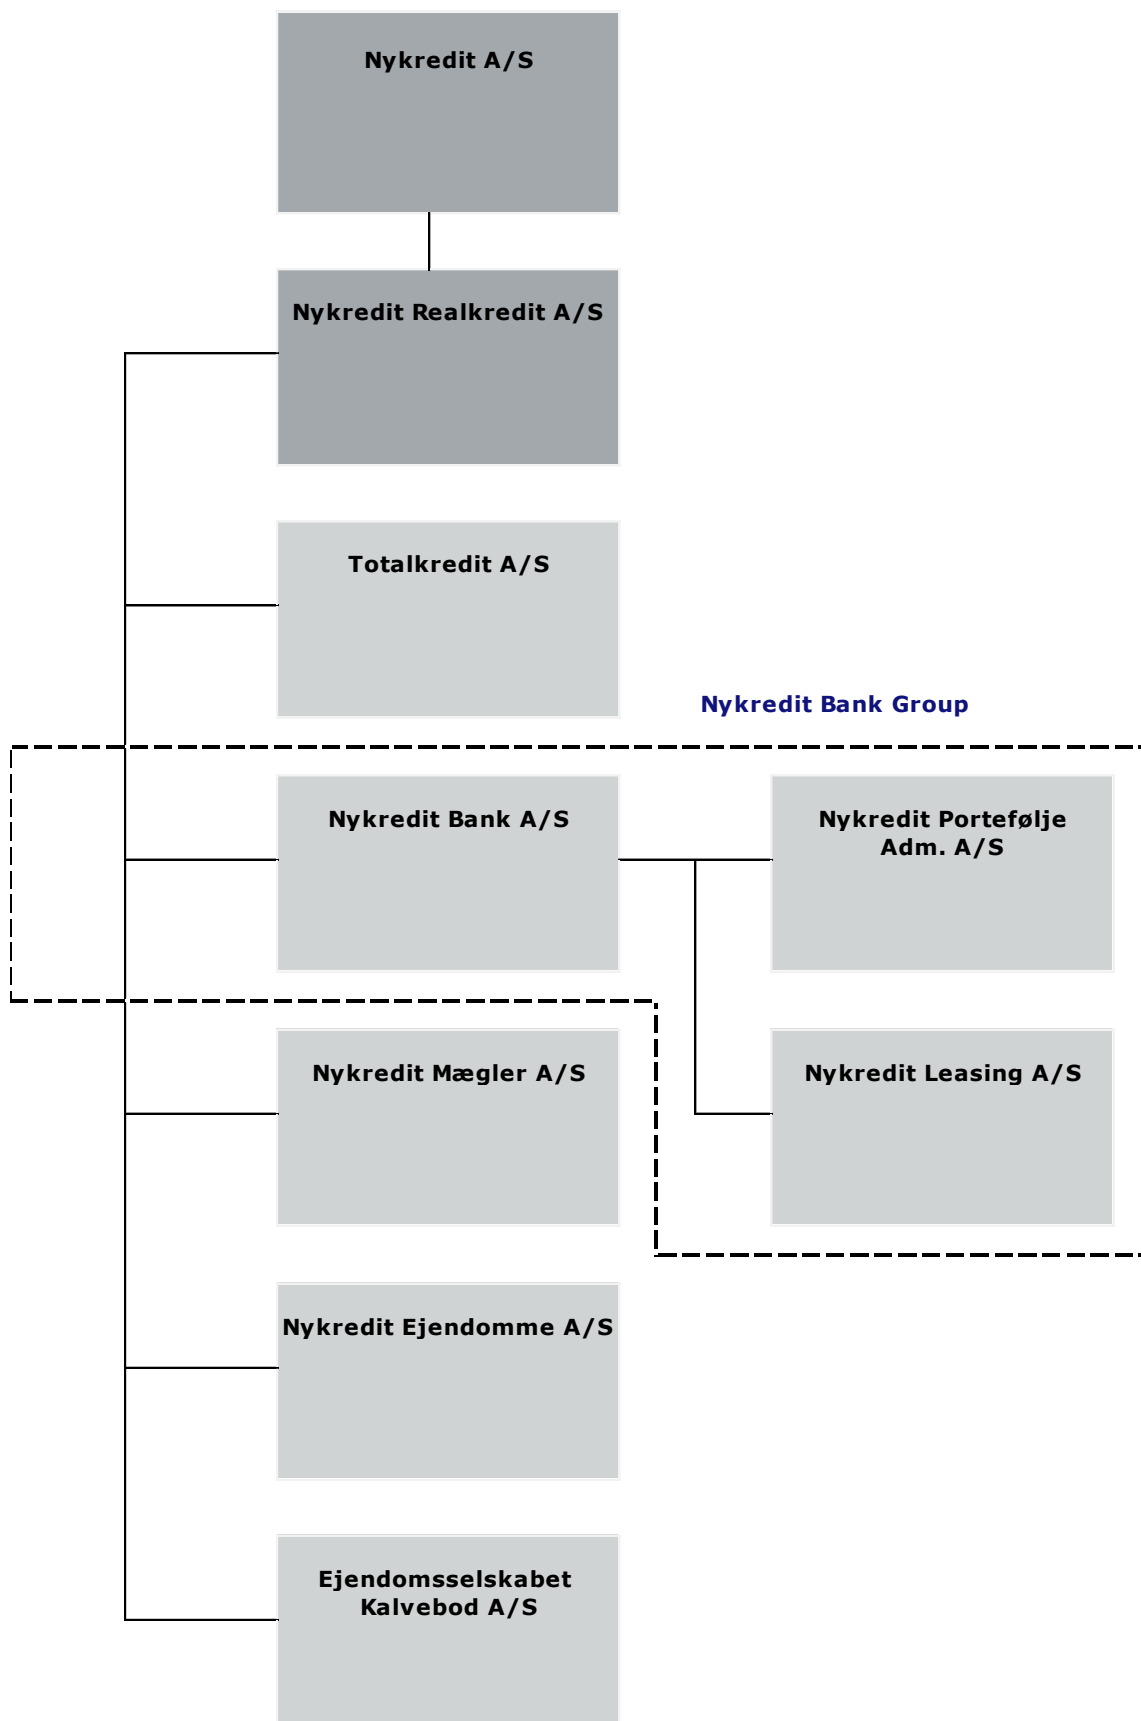 Nykredit A/S
Nykredit Realkredit A/S
Totalkredit A/S
Nykredit Bank Group
Nykredit Bank A/S
Nykredit Portefølje
Adm. A/S
Nykredit Mægler A/S
Nykredit Leasing A/S
Nykredit Ejendomme A/S
Ejendomsselskabet
Kalvebod A/S